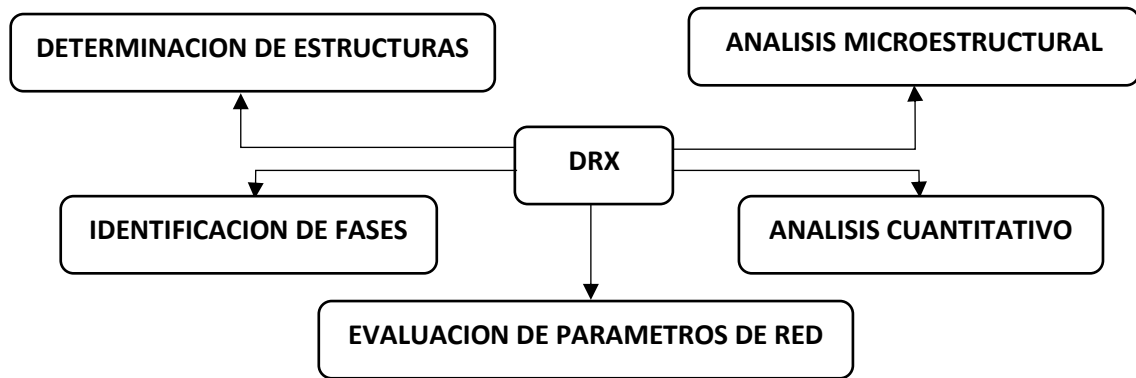 DETERMINACION DE ESTRUCTURAS
ANALISIS MICROESTRUCTURAL
DRX
IDENTIFICACION DE FASES
ANALISIS CUANTITATIVO
EVALUACION DE PARAMETROS DE RED